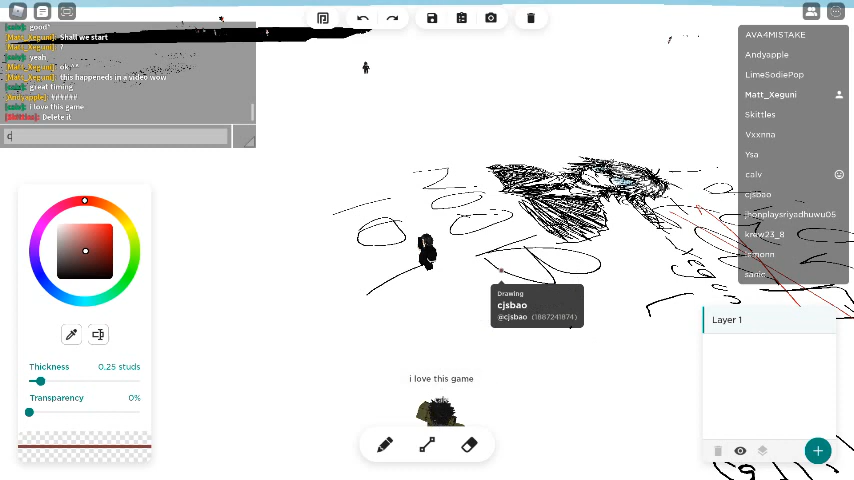 [calv]: good*
[Matt_Xeguni]: Shall we start
[Matt_Xeguni]: ?
[calv]: yeah
[Matt_Xeguni]: ok ^^
[Matt_Xeguni]: this happeneds in a video wow
[calv]: great timing
[Andyapple]: ######
[calv]: i love this game
[Skittles]: Delete it
c
Thickness 0.25 studs
Transparency 0%
Drawing
cjsbao
@cjsbao (1887241874)
i love this game
AVA4MISTAKE
Andyapple
LimeSodiePop
Matt_Xeguni
Skittles
Vxxnna
Ysa
calv
cjsbao
jhonplaysriyadhuwu05
krew23_8
Layer 1